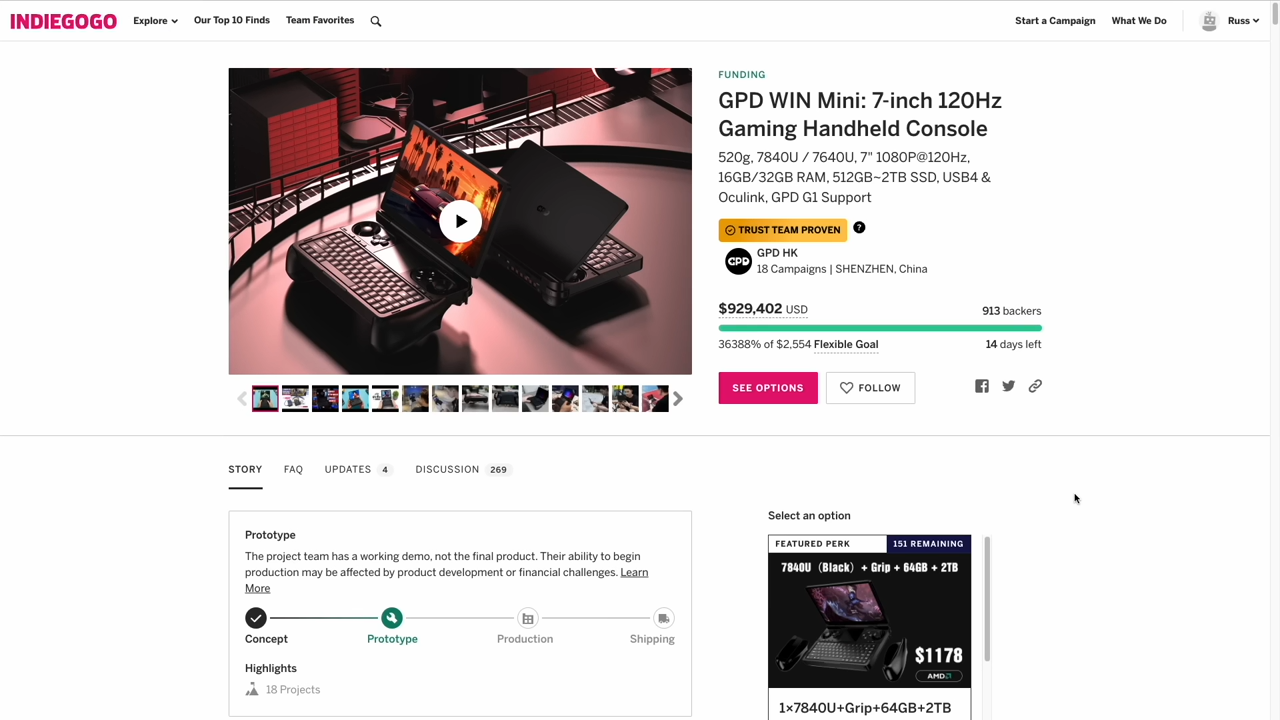 INDIEGOGO
Explore
Our Top 10 Finds
Team Favorites
Start a Campaign
What We Do
Russ
FUNDING
GPD WIN Mini: 7-inch 120Hz
Gaming Handheld Console
520g, 7840U / 7640U, 7" 1080P@120Hz,
16GB/32GB RAM, 512GB~2TB SSD, USB4 &
Oculink, GPD G1 Support
TRUST TEAM PROVEN
?
GPD
GPD HK
18 Campaigns | SHENZHEN, China
$929,402 USD
913 backers
36388% of $2,554 Flexible Goal
14 days left
SEE OPTIONS
FOLLOW
STORY
FAQ
UPDATES 4
DISCUSSION 269
Prototype
The project team has a working demo, not the final product. Their ability to begin
production may be affected by product development or financial challenges. Learn
More
Concept
Prototype
Production
Shipping
Highlights
18 Projects
Select an option
FEATURED PERK
151 REMAINING
7840U (Black) + Grip + 64GB + 2TB
$1178
AMD
1×7840U+Grip+64GB+2TB